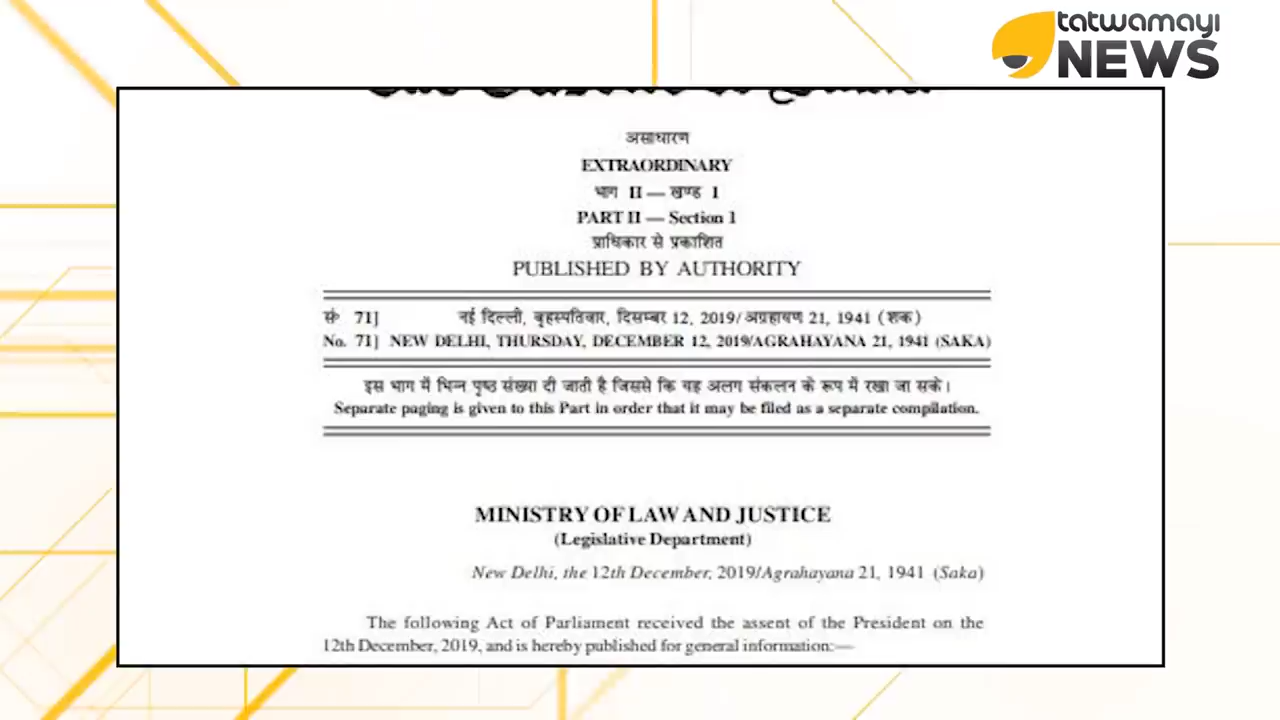 tatwamayi
NEWS
असाधारण
EXTRAORDINARY
भाग II — खण्ड 1
PART II — Section 1
प्राधिकार से प्रकाशित
PUBLISHED BY AUTHORITY
सं॰ 71] नई दिल्ली, बृहस्पतिवार, दिसम्बर 12, 2019/अग्रहायण 21, 1941 (शक)
No. 71] NEW DELHI, THURSDAY, DECEMBER 12, 2019/AGRAHAYANA 21, 1941 (SAKA)
इस भाग में भिन्न पृष्ठ संख्या दी जाती है जिससे कि यह अलग संकलन के रूप में रखा जा सके।
Separate paging is given to this Part in order that it may be filed as a separate compilation.
MINISTRY OF LAW AND JUSTICE
(Legislative Department)
New Delhi, the 12th December, 2019/Agrahayana 21, 1941 (Saka)
The following Act of Parliament received the assent of the President on the
12th December, 2019, and is hereby published for general information:—